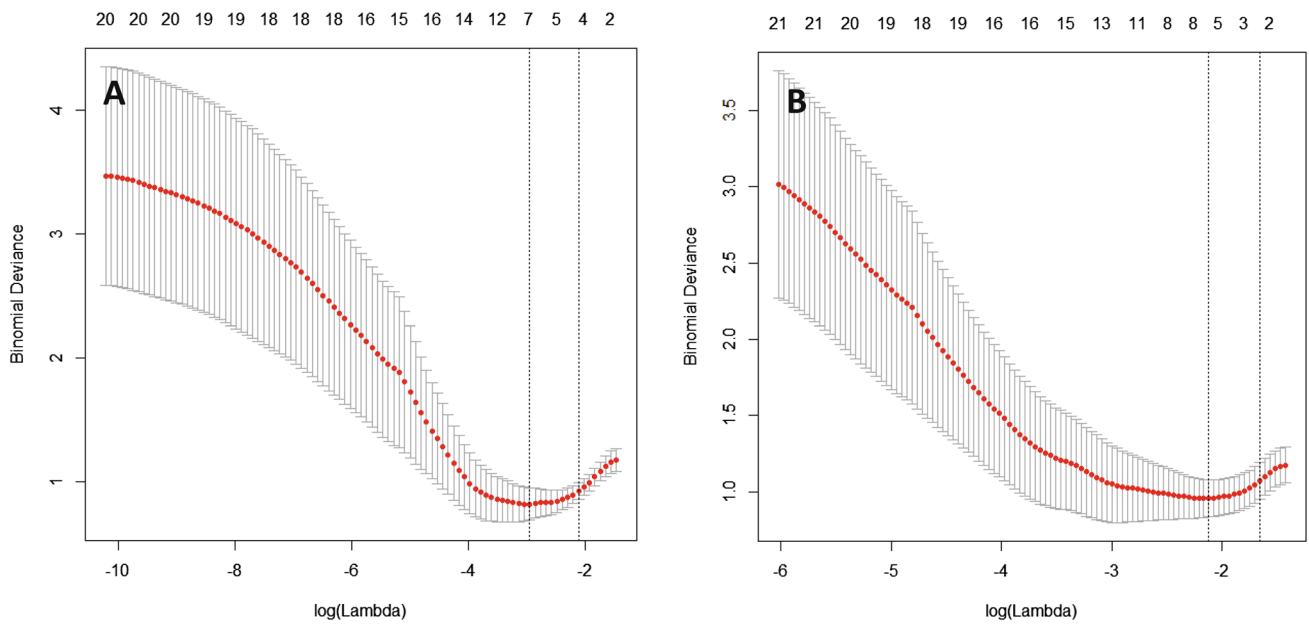 20 20 20 19 19 18 18 18 16 15 16 14 12 7 5 4 2
A
4
3
2
1
Binomial Deviance
-10 -8 -6 -4 -2
log(Lambda)
21 21 20 19 18 19 16 16 15 13 11 8 8 5 3 2
B
3.5
3.0
2.5
2.0
1.5
1.0
Binomial Deviance
-6 -5 -4 -3 -2
log(Lambda)